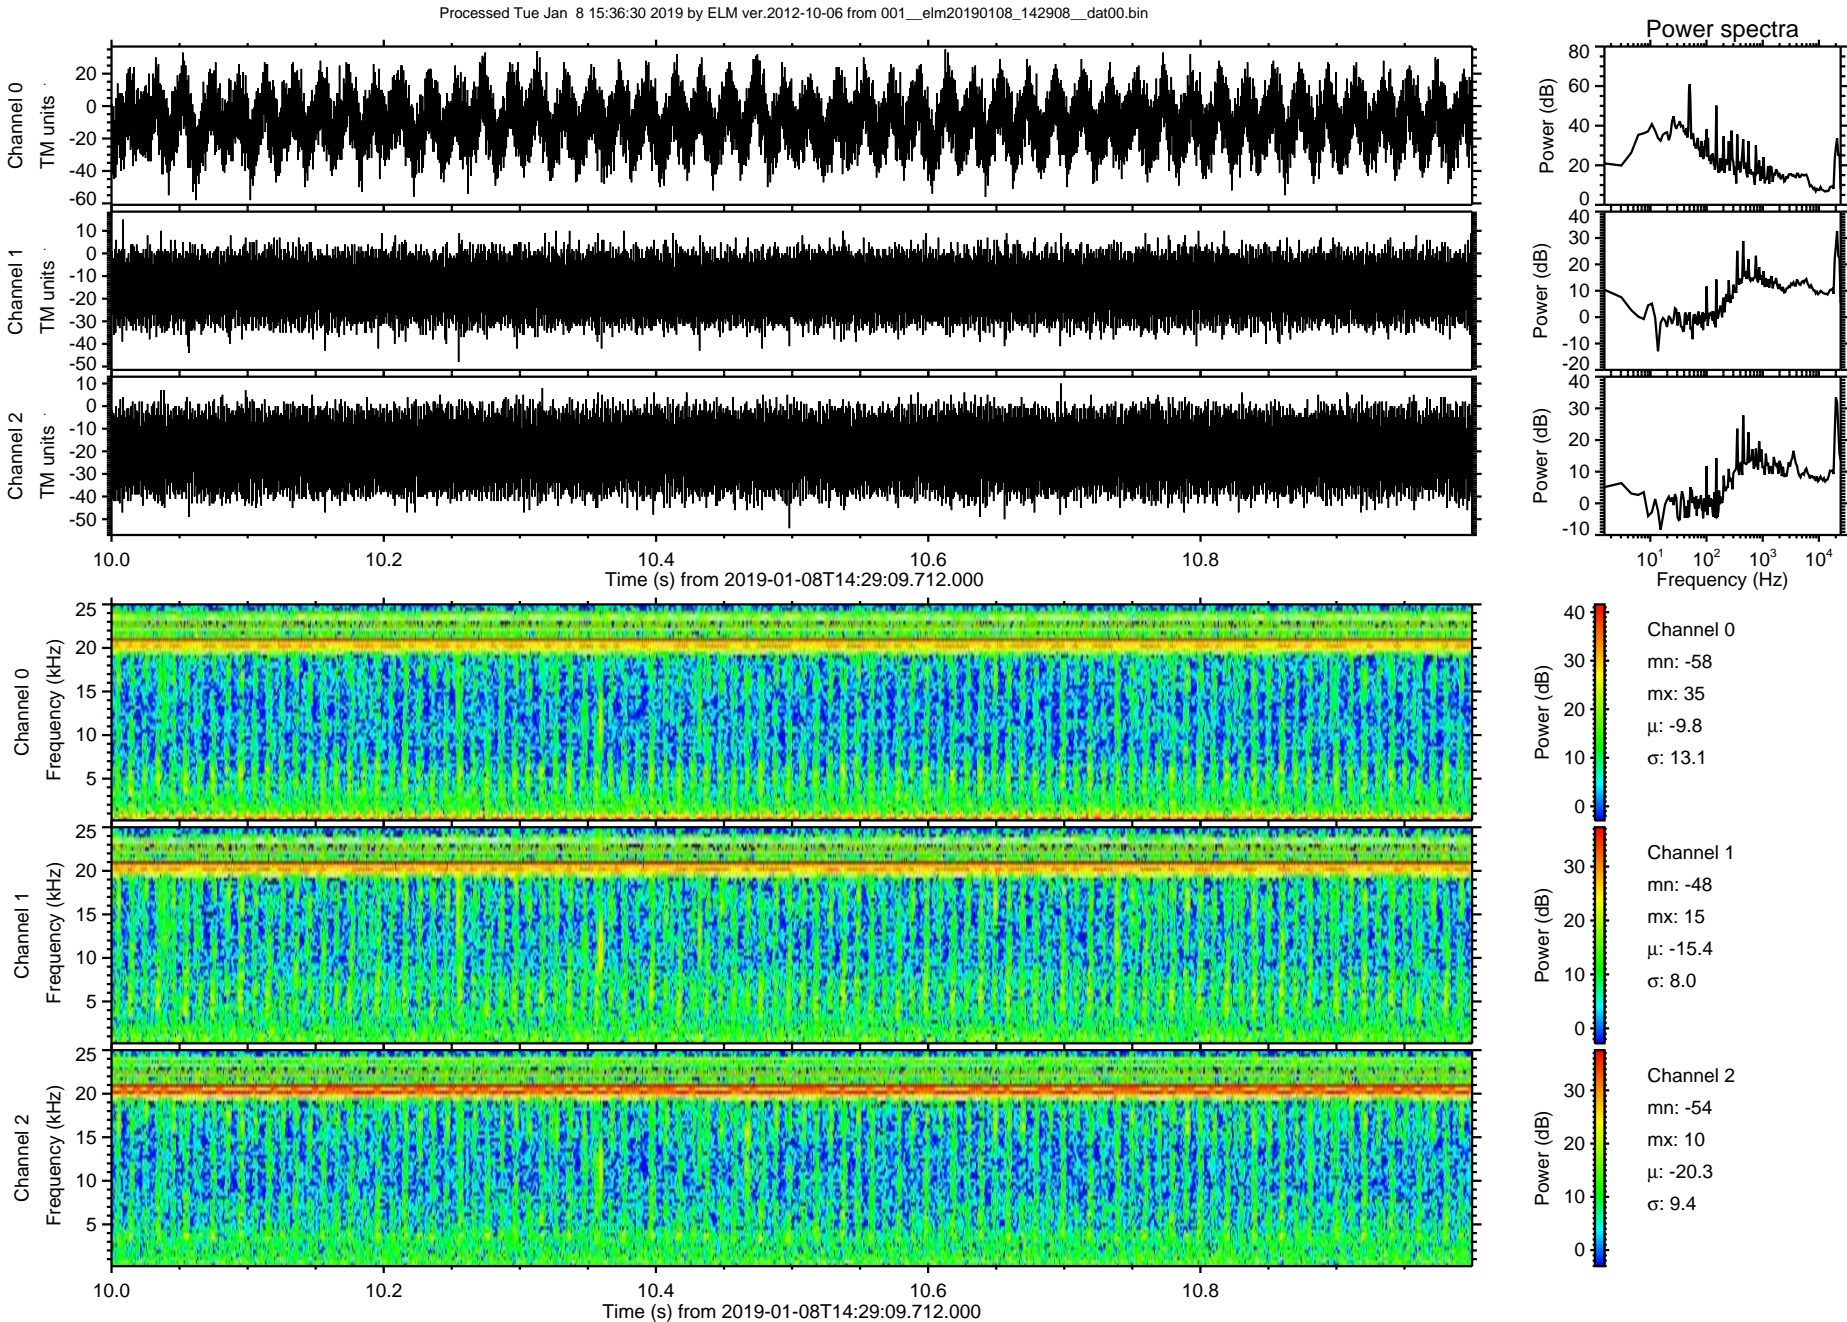 Processed Tue Jan 8 15:36:30 2019 by ELM ver.2012-10-06 from 001__elm20190108_142908__dat00.bin
Power spectra
Channel 0
TM units
20
0
-20
-40
-60
Power (dB)
80
60
40
20
0
Channel 1
TM units
10
0
-10
-20
-30
-40
-50
Power (dB)
40
30
20
10
0
-10
-20
Channel 2
TM units
10
0
-10
-20
-30
-40
-50
Power (dB)
40
30
20
10
0
-10
10.0 10.2 10.4 10.6 10.8
Time (s) from 2019-01-08T14:29:09.712.000
10¹ 10² 10³ 10⁴
Frequency (Hz)
Channel 0
Frequency (kHz)
25
20
15
10
5
Power (dB)
40
30
20
10
0
Channel 0
mn: -58
mx: 35
μ: -9.8
σ: 13.1
Channel 1
Frequency (kHz)
25
20
15
10
5
Power (dB)
30
20
10
0
Channel 1
mn: -48
mx: 15
μ: -15.4
σ: 8.0
Channel 2
Frequency (kHz)
25
20
15
10
5
Power (dB)
30
20
10
0
Channel 2
mn: -54
mx: 10
μ: -20.3
σ: 9.4
10.0 10.2 10.4 10.6 10.8
Time (s) from 2019-01-08T14:29:09.712.000